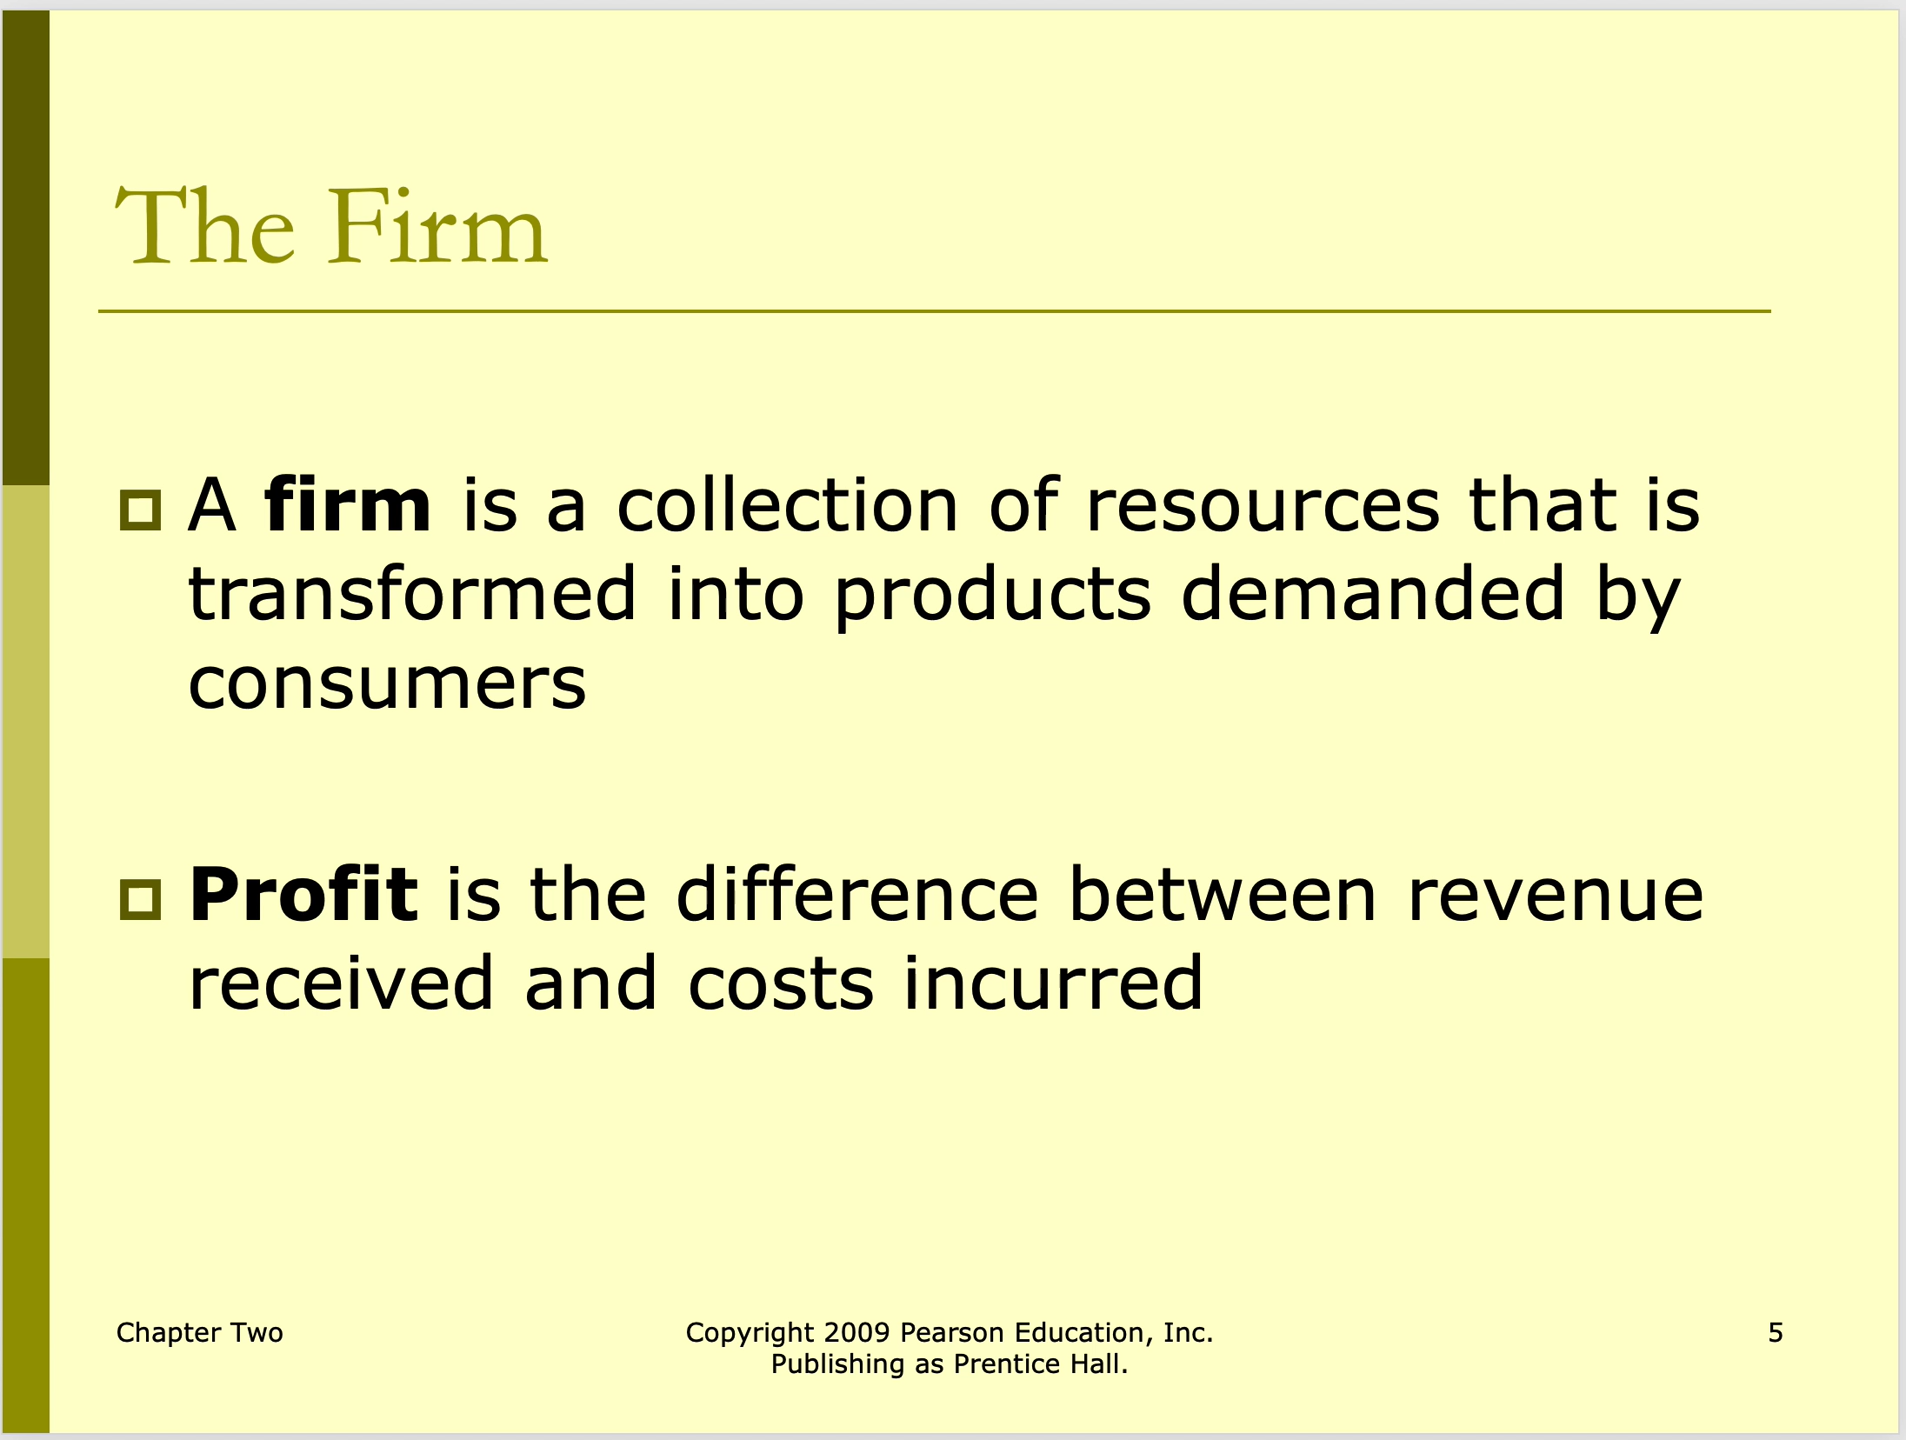 The Firm
A firm is a collection of resources that is
transformed into products demanded by
consumers
Profit is the difference between revenue
received and costs incurred
Chapter Two
Copyright 2009 Pearson Education, Inc.
Publishing as Prentice Hall.
5